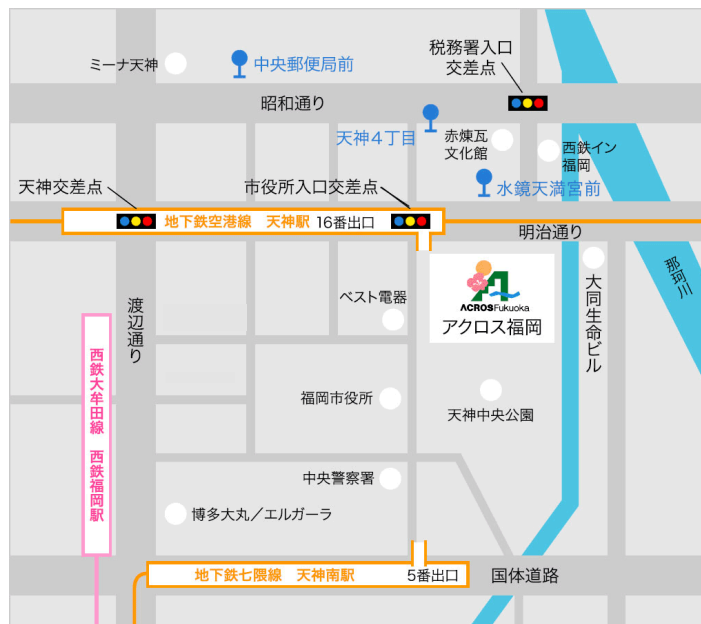 税務署入口
交差点
ミーナ天神
中央郵便局前
昭和通り
天神4丁目
赤煉瓦
文化館
西鉄イン
福岡
天神交差点
市役所入口交差点
水鏡天満宮前
地下鉄空港線 天神駅 16番出口
明治通り
那珂川
ACROS Fukuoka
アクロス福岡
大同生命ビル
渡辺通り
ベスト電器
西鉄大牟田線 西鉄福岡駅
福岡市役所
天神中央公園
中央警察署
博多大丸／エルガーラ
地下鉄七隈線 天神南駅 5番出口
国体道路